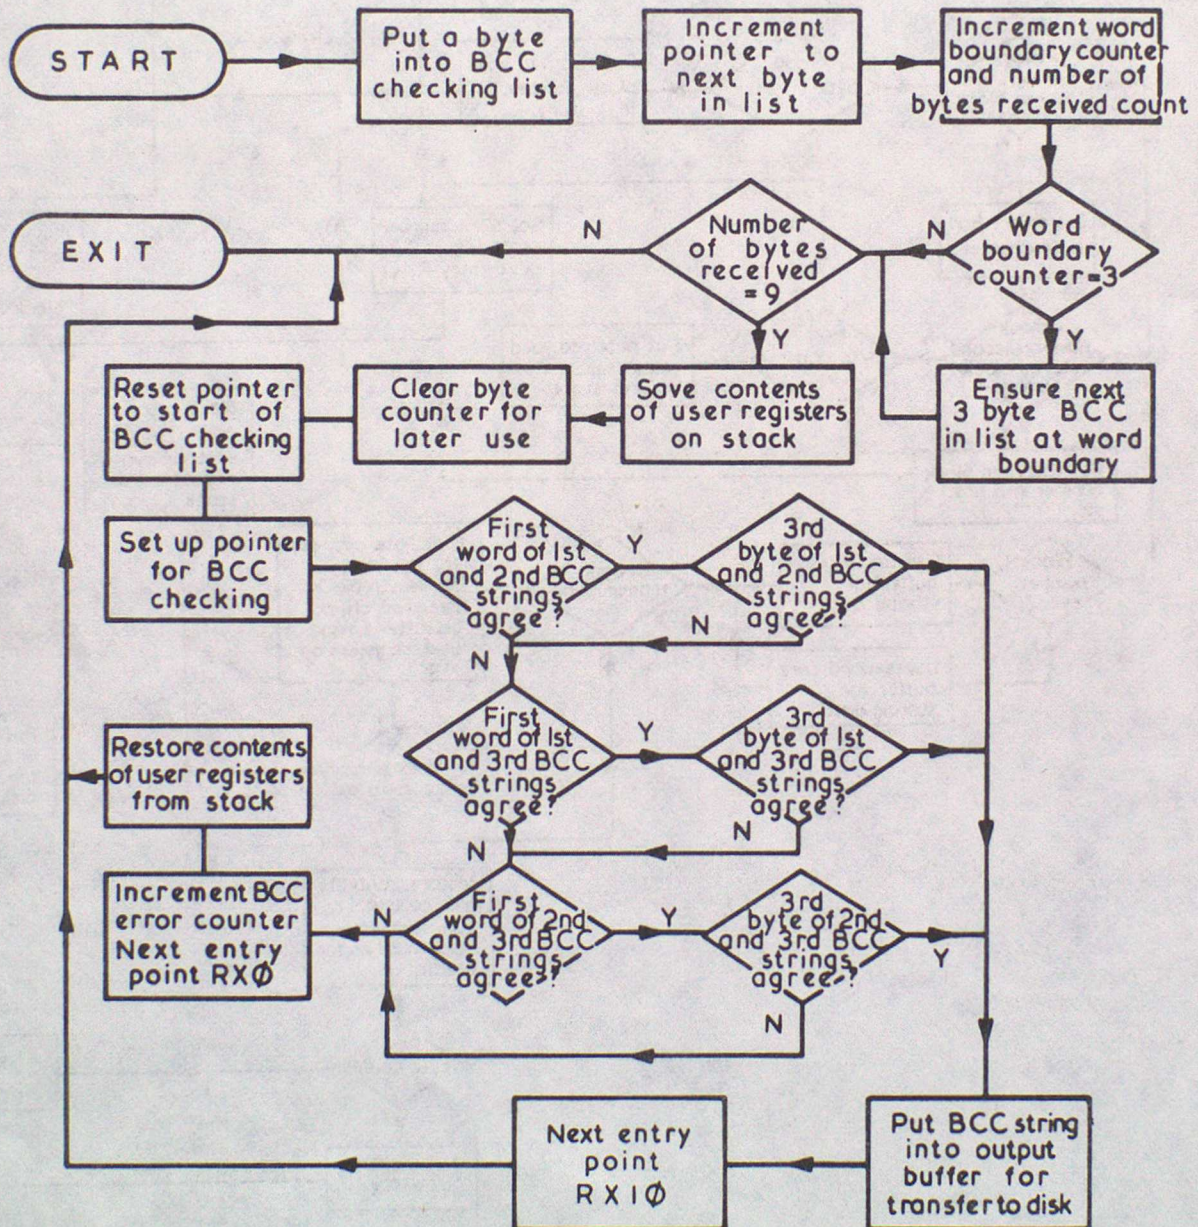 START
Put a byte
into BCC
checking list
Increment
pointer to
next byte
in list
Increment word
boundary counter
and number of
bytes received count
EXIT
N
Number
of bytes
received
= 9
N
Word
boundary
counter=3
Y
Y
Reset pointer
to start of
BCC checking
list
Clear byte
counter for
later use
Save contents
of user registers
on stack
Ensure next
3 byte BCC
in list at word
boundary
Set up pointer
for BCC
checking
First
word of 1st
and 2nd BCC
strings
agree?
Y
3rd
byte of 1st
and 2nd BCC
strings
agree?
N
N
Restore contents
of user registers
from stack
First
word of 1st
and 3rd BCC
strings
agree?
Y
3rd
byte of 1st
and 3rd BCC
strings
agree?
N
N
Increment BCC
error counter
Next entry
point RXØ
N
First
word of 2nd
and 3rd BCC
strings
agree?
Y
3rd
byte of 2nd
and 3rd BCC
strings
agree?
Y
N
Next entry
point
RX1Ø
Put BCC string
into output
buffer for
transfer to disk